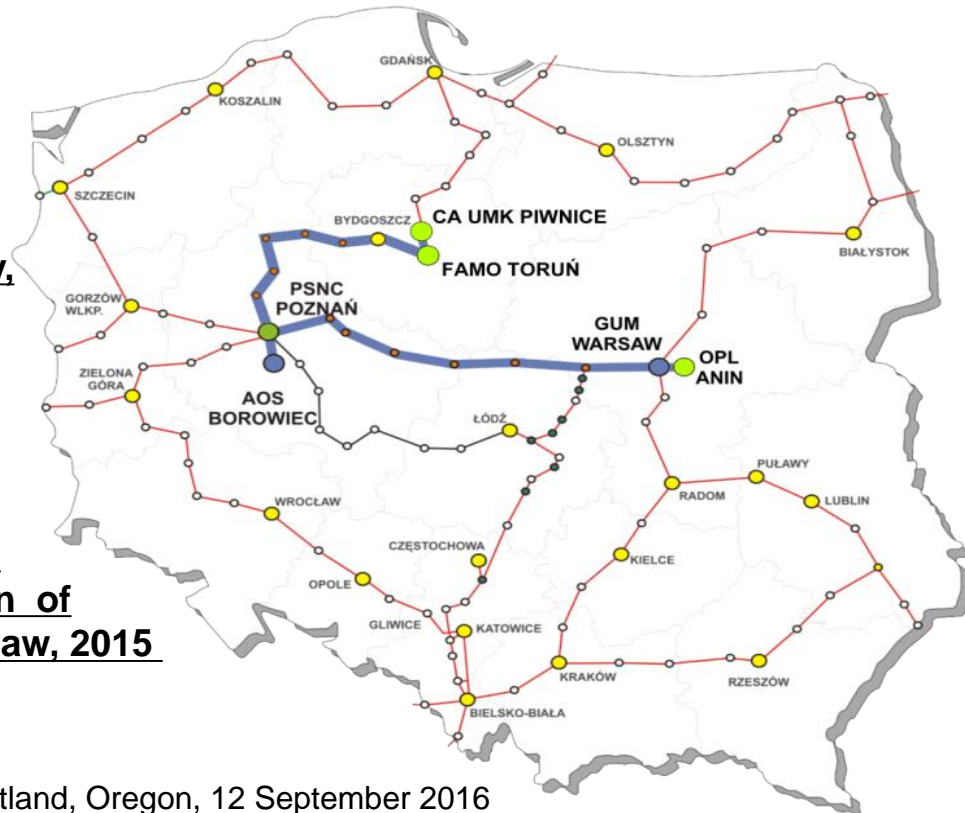 GDAŃSK
KOSZALIN
OLSZTYN
SZCZECIN
CA UMK PIWNICE
BYDGOSZCZ
BIAŁYSTOK
FAMO TORUŃ
PSNC
POZNAŃ
GORZÓW
WLKP.
GUM
WARSAW
OPL
ANIN
ZIELONA
GÓRA
AOS
BOROWIEC
ŁÓDŹ
PUŁAWY
RADOM
LUBLIN
WROCŁAW
CZĘSTOCHOWA
KIELCE
OPOLE
n of
GLIWICE
KATOWICE
aw, 2015
KRAKÓW
RZESZÓW
BIELSKO-BIAŁA
tland, Oregon, 12 September 2016